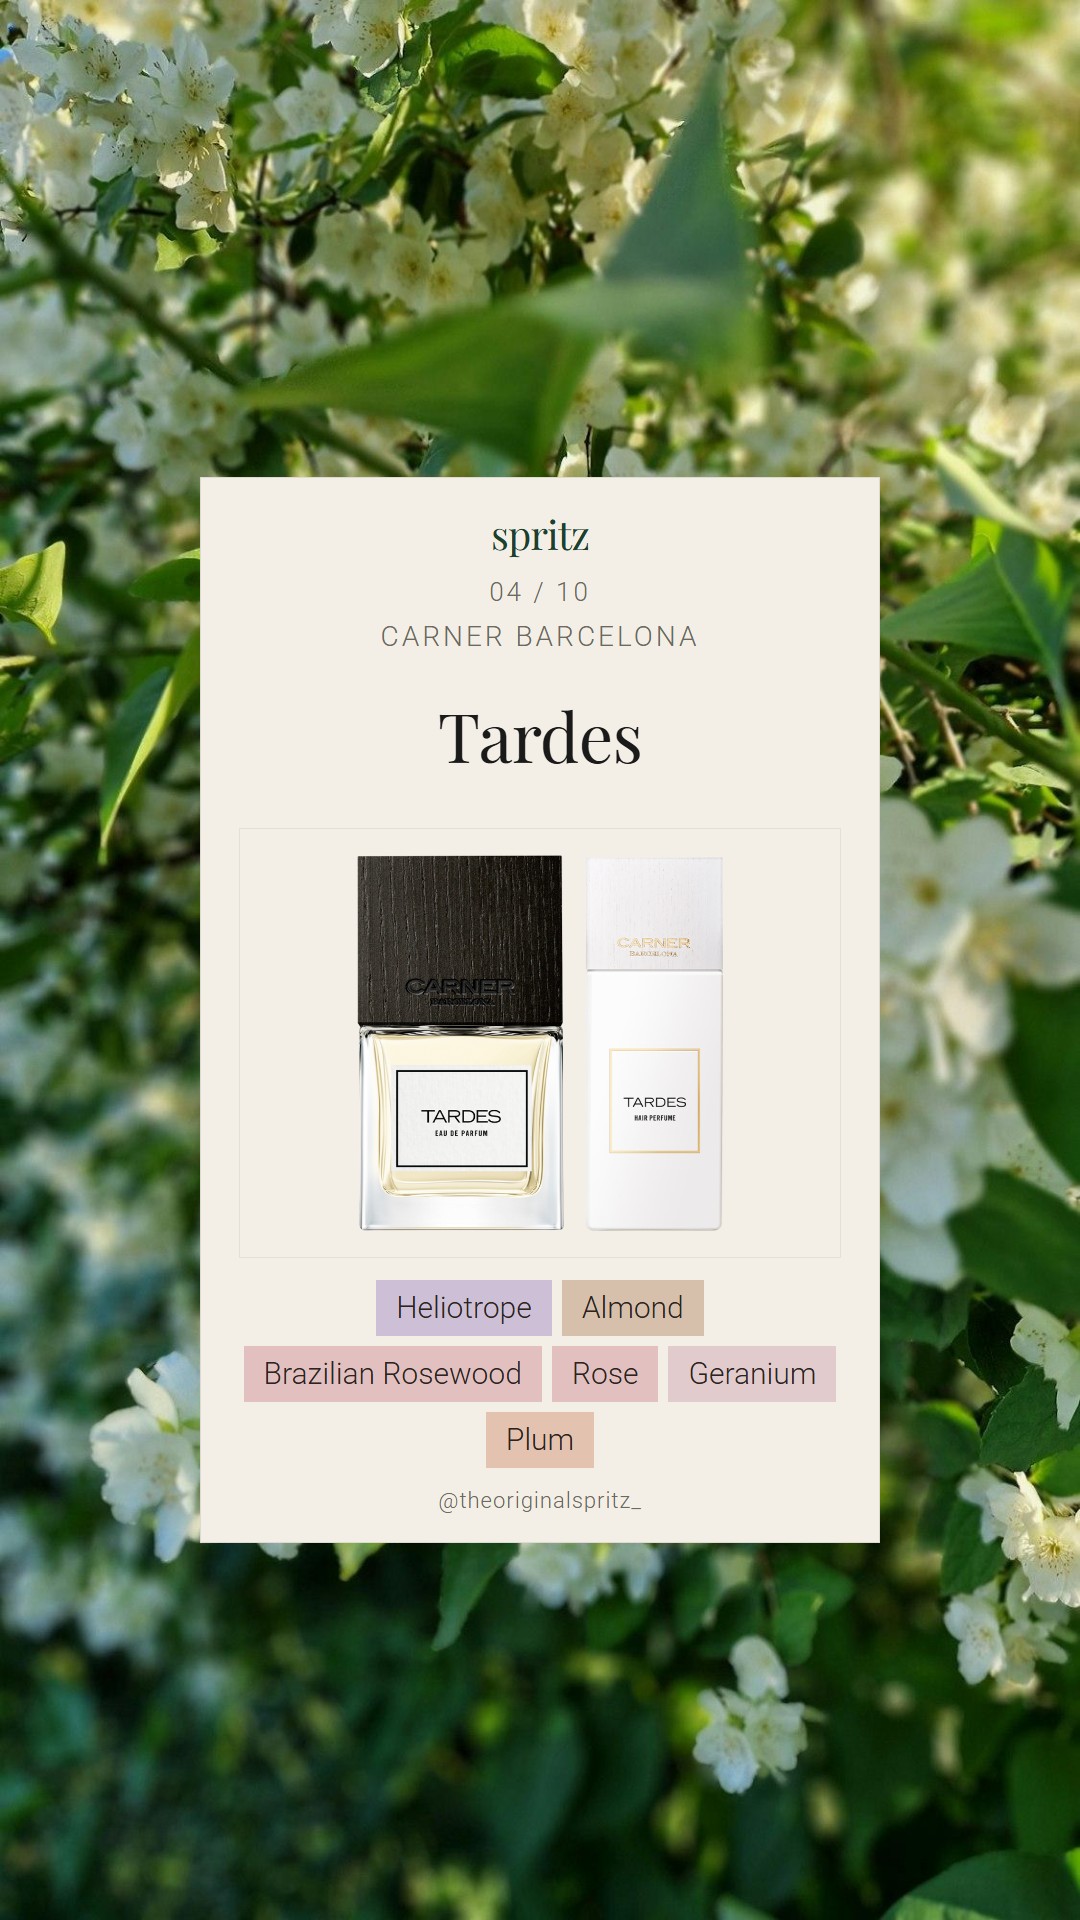 spritz
04 / 10
CARNER BARCELONA
Tardes
CARNER
BARCELONA
TARDES
EAU DE PARFUM
CARNER
BARCELONA
TARDES
HAIR PERFUME
Heliotrope Almond
Brazilian Rosewood Rose Geranium
Plum
@theoriginalspritz_